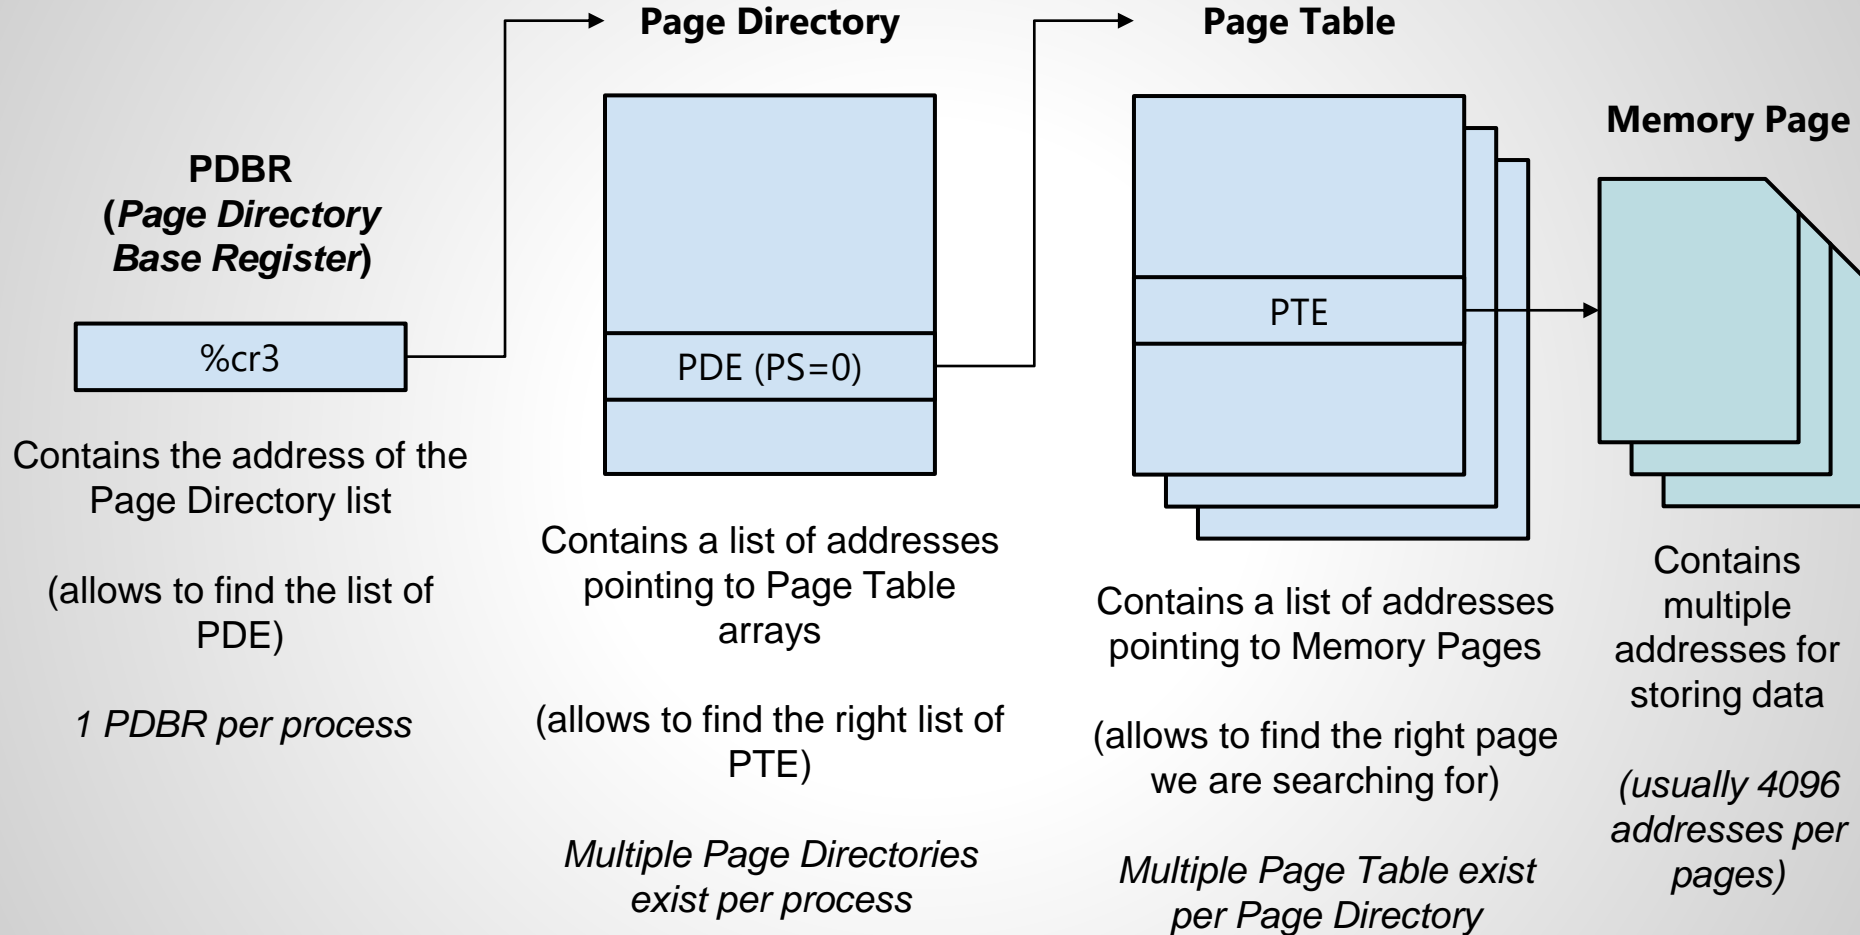 PDBR
(Page Directory
Base Register)
%cr3
Contains the address of the
Page Directory list
(allows to find the list of
PDE)
1 PDBR per process
Page Directory
PDE (PS=0)
Contains a list of addresses
pointing to Page Table
arrays
(allows to find the right list of
PTE)
Multiple Page Directories
exist per process
Page Table
PTE
Contains a list of addresses
pointing to Memory Pages
(allows to find the right page
we are searching for)
Multiple Page Table exist
per Page Directory
Memory Page
Contains
multiple
addresses for
storing data
(usually 4096
addresses per
pages)